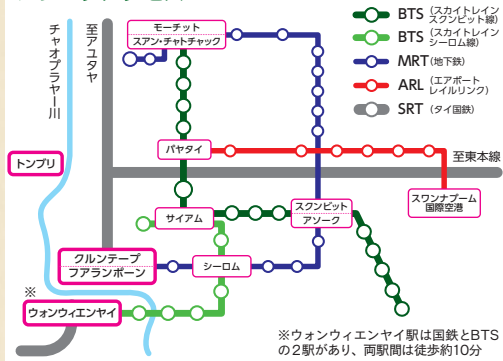 モーチット
スアン・チャトチャック
至アユタヤ
チャオプラヤー川
BTS (スカイトレイン
スクンビット線)
BTS (スカイトレイン
シーロム線)
MRT (地下鉄)
ARL (エアポート
レイルリンク)
SRT (タイ国鉄)
トンブリ
パヤタイ
至東本線
スワンナプーム
国際空港
サイアム
スクンビット
アソーク
クルンテープ
フアランポーン
シーロム
※
ウォンウィエンヤイ
※ウォンウィエンヤイ駅は国鉄とBTS
の2駅があり、両駅間は徒歩約10分